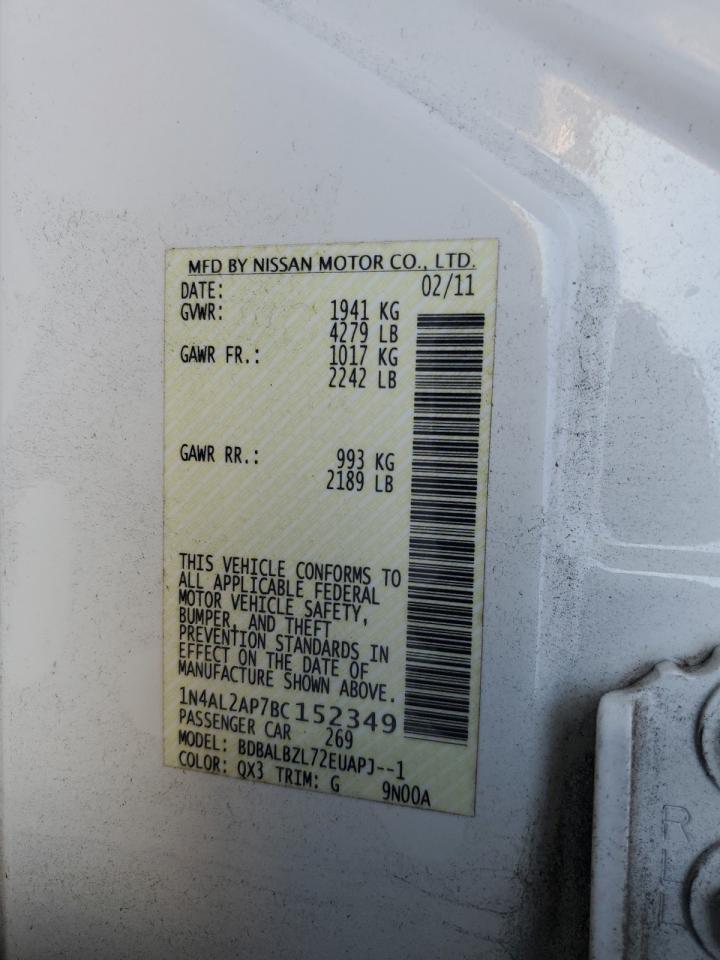 MFD BY NISSAN MOTOR CO., LTD.
DATE: 02/11
GVWR: 1941 KG
4279 LB
GAWR FR.: 1017 KG
2242 LB
GAWR RR.: 993 KG
2189 LB
THIS VEHICLE CONFORMS TO
ALL APPLICABLE FEDERAL
MOTOR VEHICLE SAFETY,
BUMPER, AND THEFT
PREVENTION STANDARDS IN
EFFECT ON THE DATE OF
MANUFACTURE SHOWN ABOVE.
1N4AL2AP7BC152349
PASSENGER CAR 269
MODEL: BDBALBZL72EUAPJ--1
COLOR: QX3 TRIM: G 9N00A